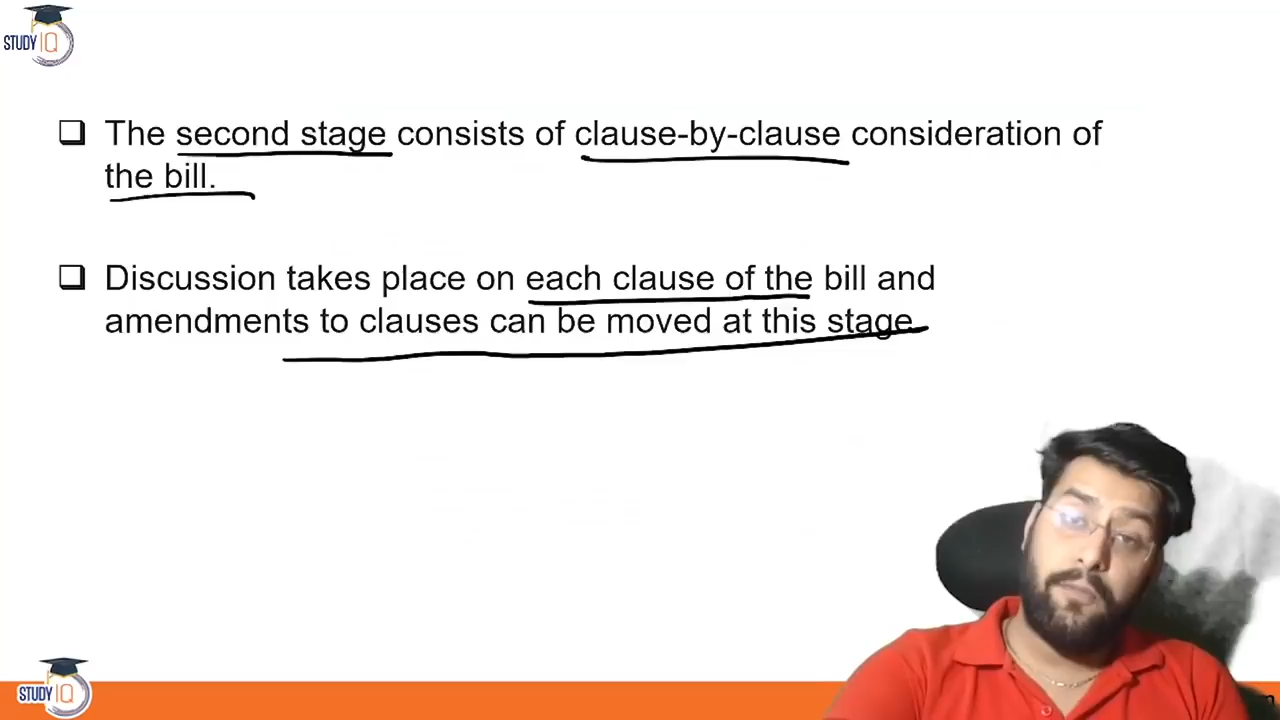 STUDY IQ
❑ The second stage consists of clause-by-clause consideration of
the bill.
❑ Discussion takes place on each clause of the bill and
amendments to clauses can be moved at this stage.
STUDY IQ